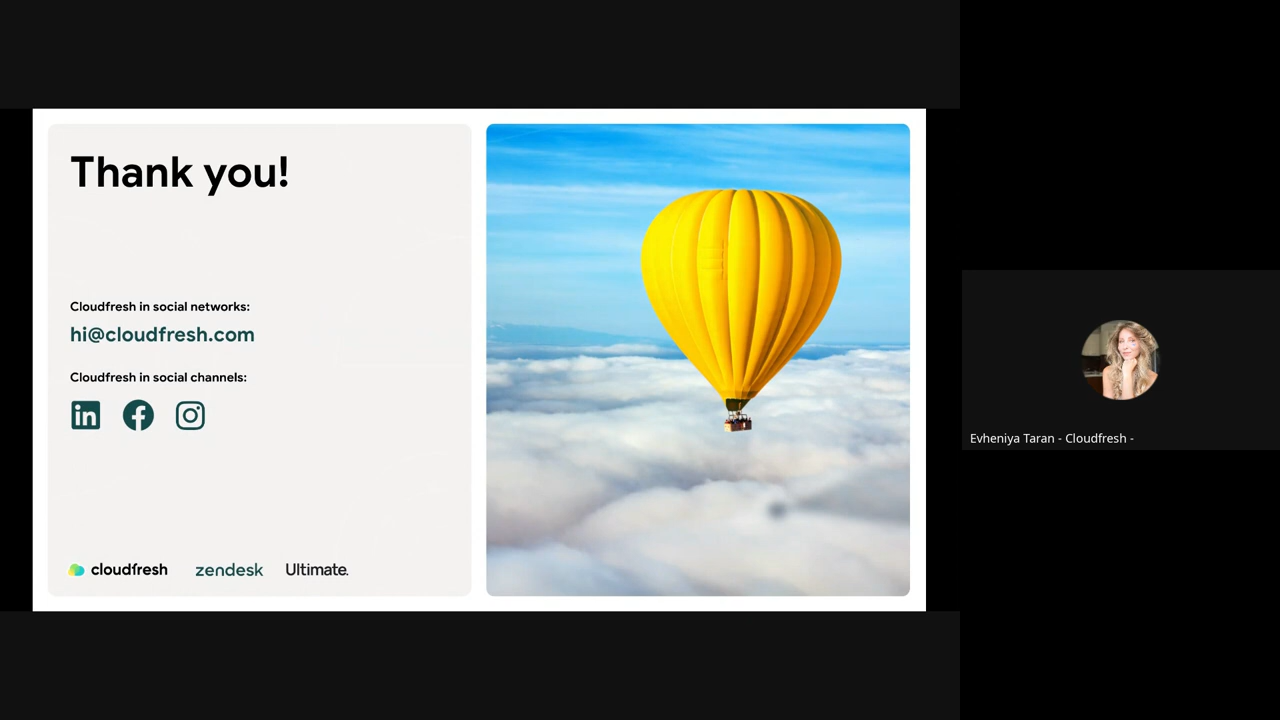 Thank you!
Cloudfresh in social networks:
hi@cloudfresh.com
Cloudfresh in social channels:
in
cloudfresh
zendesk
Ultimate.
Evheniya Taran - Cloudfresh -